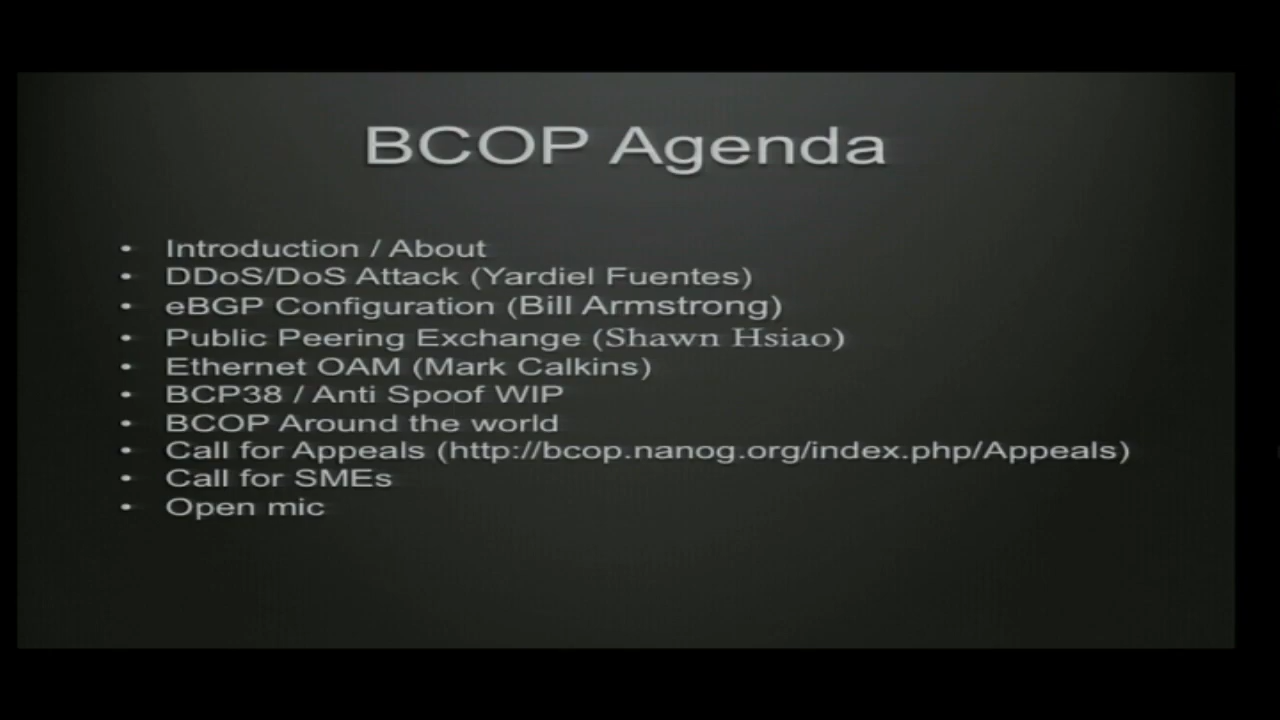 BCOP Agenda
• Introduction / About
• DDoS/DoS Attack (Yardiel Fuentes)
• eBGP Configuration (Bill Armstrong)
• Public Peering Exchange (Shawn Hsiao)
• Ethernet OAM (Mark Calkins)
• BCP38 / Anti Spoof WIP
• BCOP Around the world
• Call for Appeals (http://bcop.nanog.org/index.php/Appeals)
• Call for SMEs
• Open mic